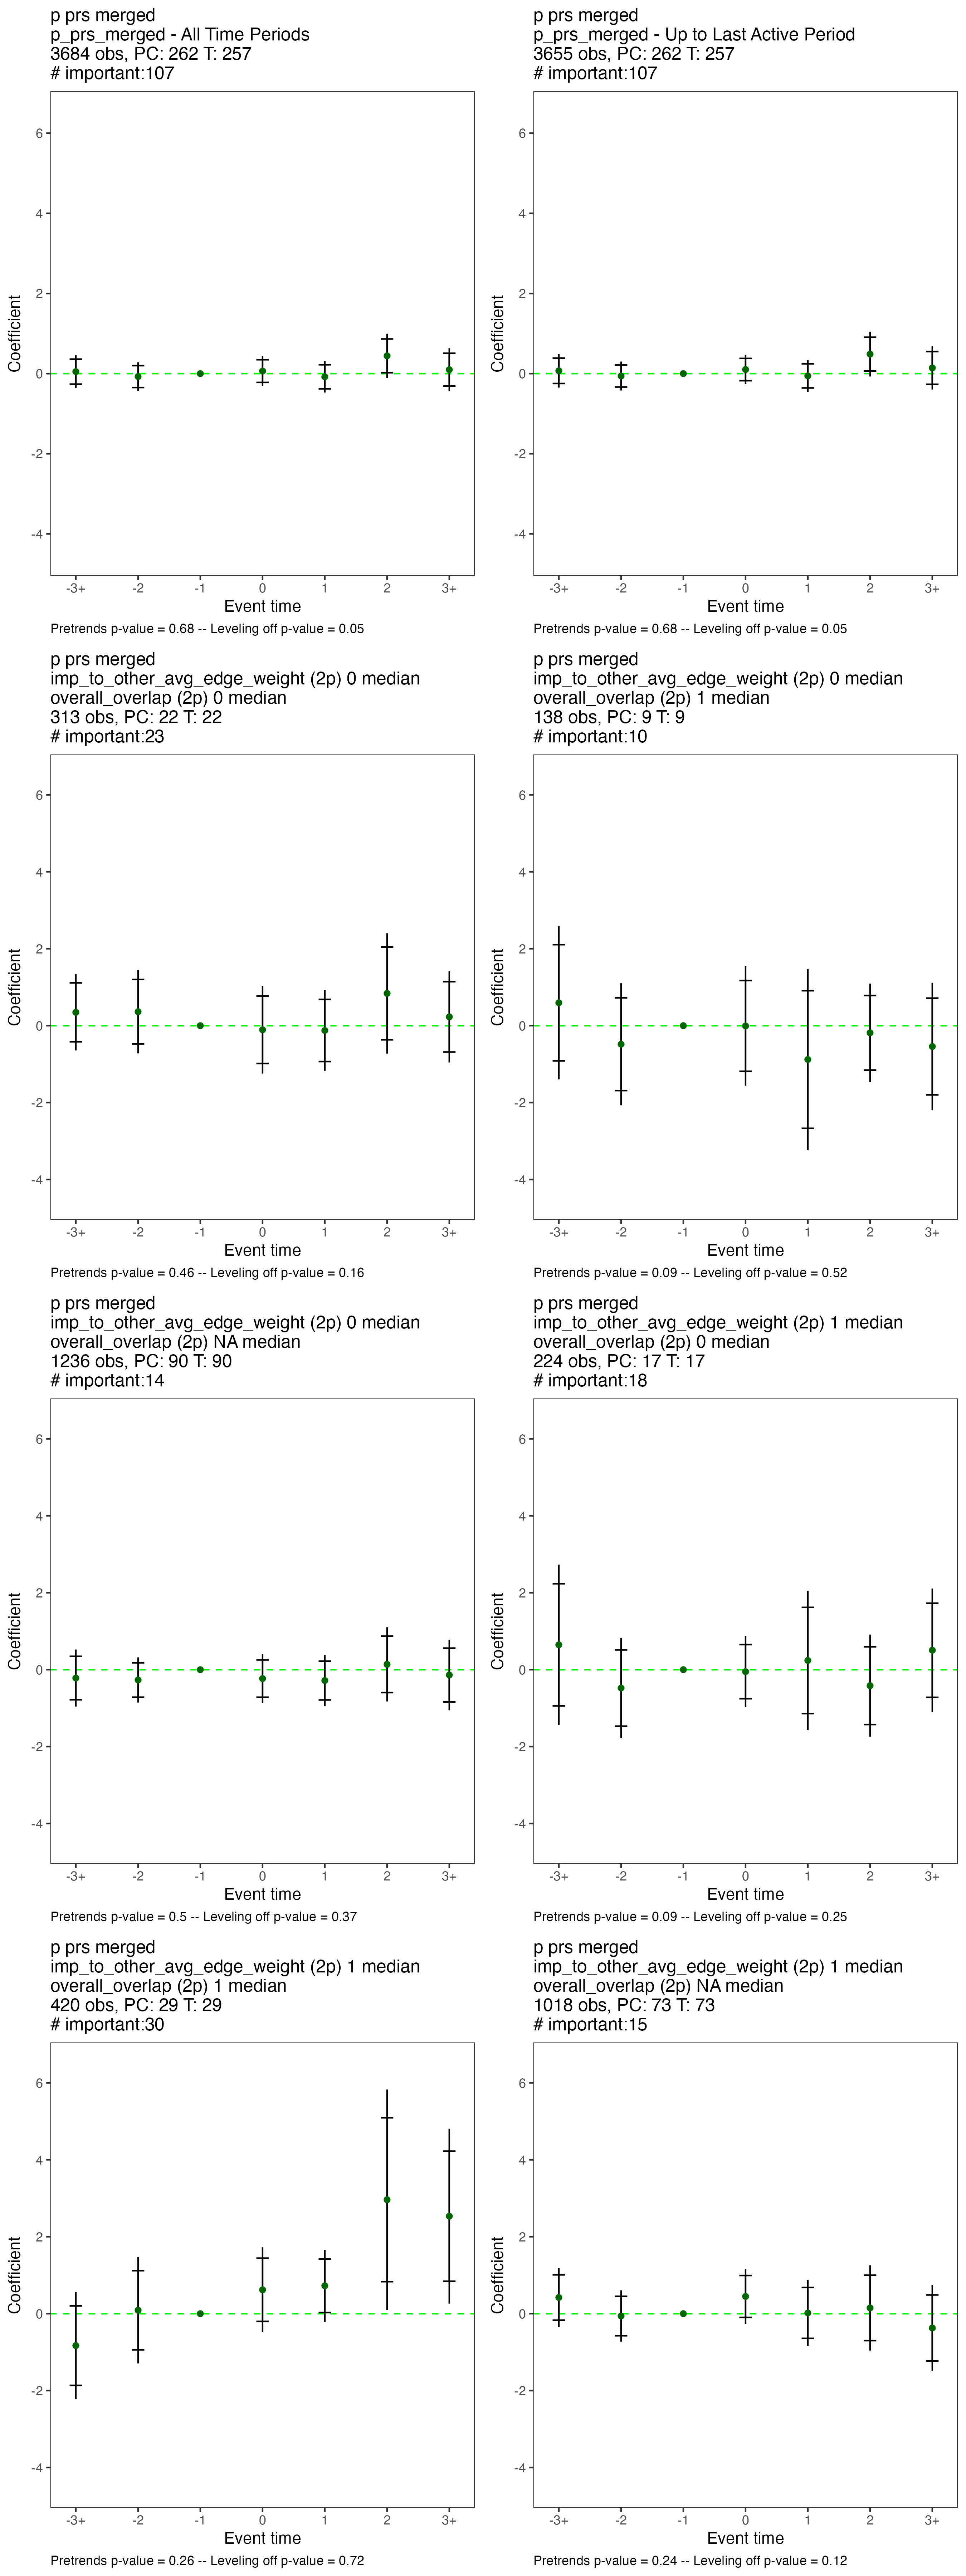 p prs merged
p_prs_merged - All Time Periods
3684 obs, PC: 262 T: 257
# important:107
6
4
2
0
-2
-4
Coefficient
-3+ -2 -1 0 1 2 3+
Event time
Pretrends p-value = 0.68 -- Leveling off p-value = 0.05
p prs merged
p_prs_merged - Up to Last Active Period
3655 obs, PC: 262 T: 257
# important:107
6
4
2
0
-2
-4
Coefficient
-3+ -2 -1 0 1 2 3+
Event time
Pretrends p-value = 0.68 -- Leveling off p-value = 0.05
p prs merged
imp_to_other_avg_edge_weight (2p) 0 median
overall_overlap (2p) 0 median
313 obs, PC: 22 T: 22
# important:23
6
4
2
0
-2
-4
Coefficient
-3+ -2 -1 0 1 2 3+
Event time
Pretrends p-value = 0.46 -- Leveling off p-value = 0.16
p prs merged
imp_to_other_avg_edge_weight (2p) 0 median
overall_overlap (2p) 1 median
138 obs, PC: 9 T: 9
# important:10
6
4
2
0
-2
-4
Coefficient
-3+ -2 -1 0 1 2 3+
Event time
Pretrends p-value = 0.09 -- Leveling off p-value = 0.52
p prs merged
imp_to_other_avg_edge_weight (2p) 0 median
overall_overlap (2p) NA median
1236 obs, PC: 90 T: 90
# important:14
6
4
2
0
-2
-4
Coefficient
-3+ -2 -1 0 1 2 3+
Event time
Pretrends p-value = 0.5 -- Leveling off p-value = 0.37
p prs merged
imp_to_other_avg_edge_weight (2p) 1 median
overall_overlap (2p) 0 median
224 obs, PC: 17 T: 17
# important:18
6
4
2
0
-2
-4
Coefficient
-3+ -2 -1 0 1 2 3+
Event time
Pretrends p-value = 0.09 -- Leveling off p-value = 0.25
p prs merged
imp_to_other_avg_edge_weight (2p) 1 median
overall_overlap (2p) 1 median
420 obs, PC: 29 T: 29
# important:30
6
4
2
0
-2
-4
Coefficient
-3+ -2 -1 0 1 2 3+
Event time
Pretrends p-value = 0.26 -- Leveling off p-value = 0.72
p prs merged
imp_to_other_avg_edge_weight (2p) 1 median
overall_overlap (2p) NA median
1018 obs, PC: 73 T: 73
# important:15
6
4
2
0
-2
-4
Coefficient
-3+ -2 -1 0 1 2 3+
Event time
Pretrends p-value = 0.24 -- Leveling off p-value = 0.12